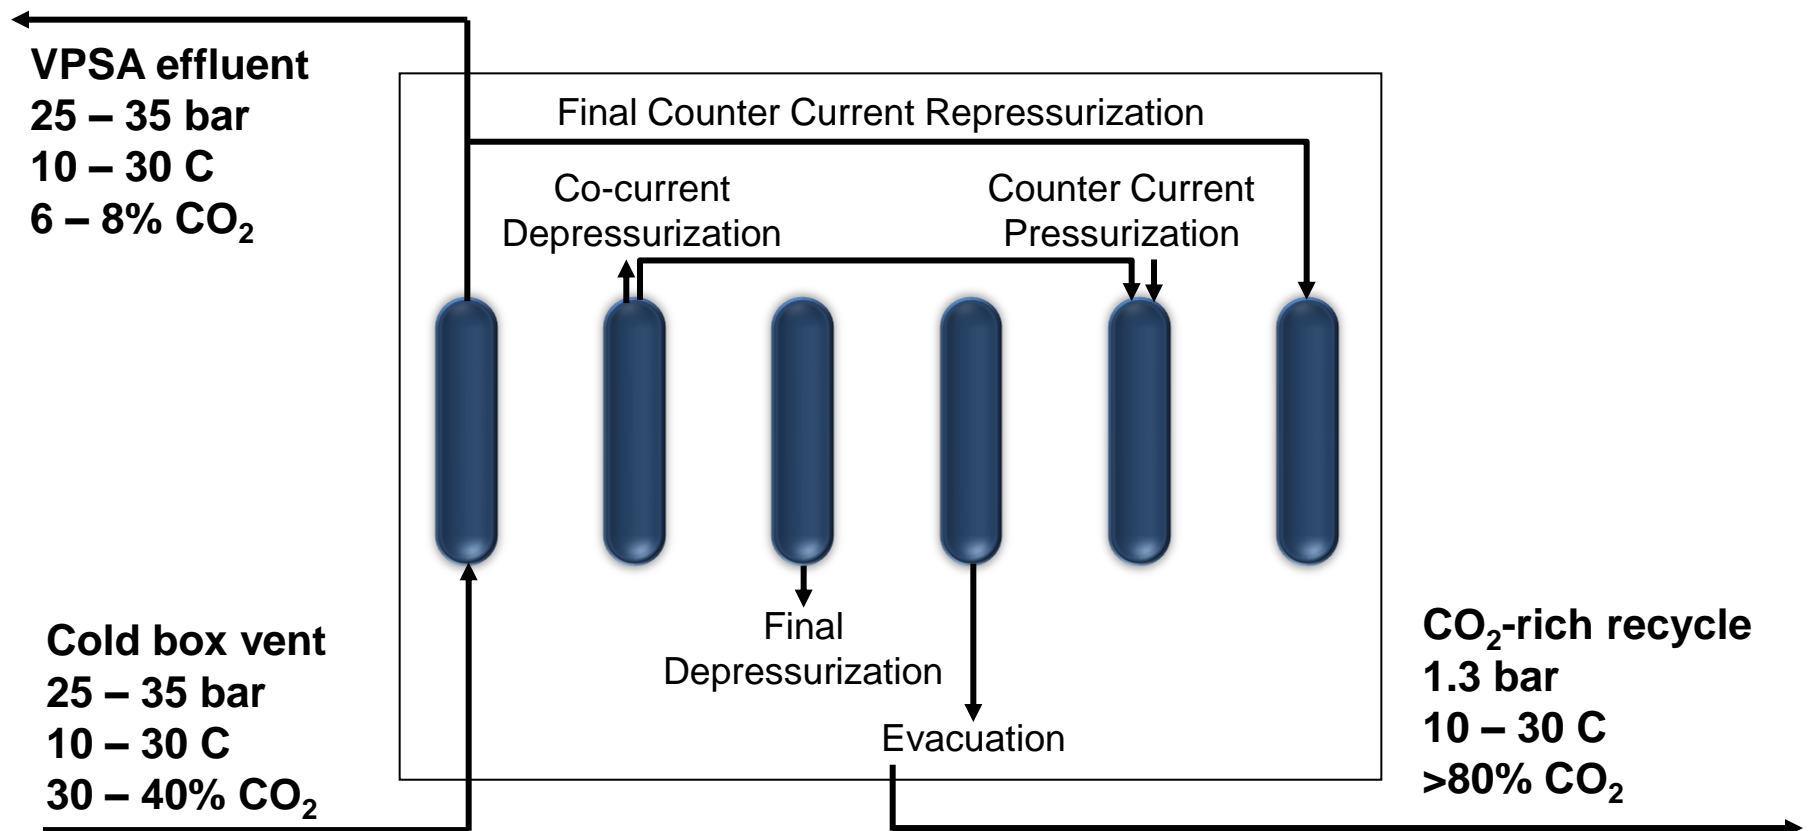 VPSA effluent
25 – 35 bar
10 – 30 C
6 – 8% CO₂
Final Counter Current Repressurization
Co-current
Depressurization
Counter Current
Pressurization
Final
Depressurization
Evacuation
Cold box vent
25 – 35 bar
10 – 30 C
30 – 40% CO₂
CO₂-rich recycle
1.3 bar
10 – 30 C
>80% CO₂